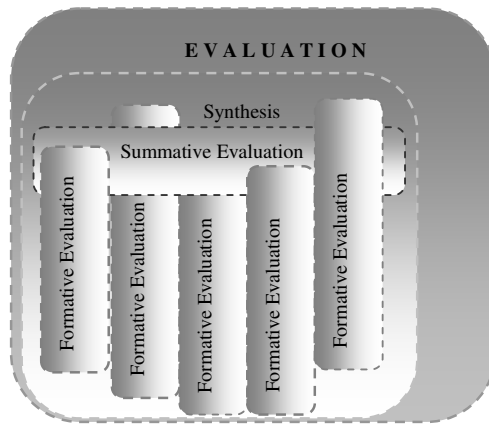 EVALUATION
Synthesis
Summative Evaluation
Formative Evaluation
Formative Evaluation
Formative Evaluation
Formative Evaluation
Formative Evaluation